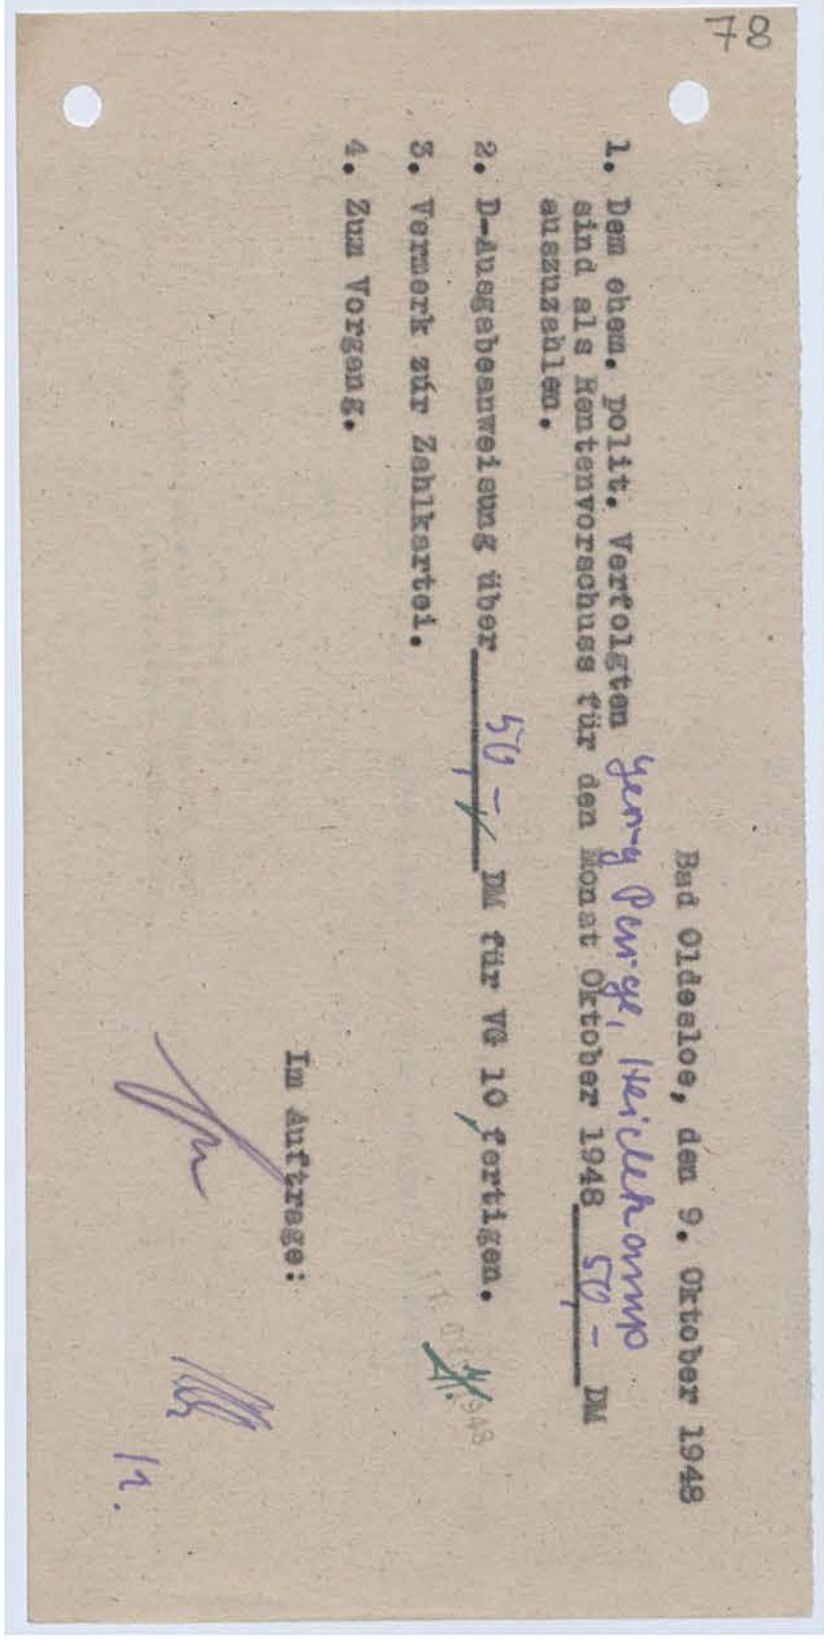 78
Bad Oldesloe, den 9. Oktober 1948
1. Dem ehem. polit. Verfolgten Georg Perige, Heidekamp
sind als Rentenvorschuss für den Monat Oktober 1948 50,- DM
auszuzahlen.
2. D-Ausgabeanweisung über 50,- DM für VG 10 fertigen.
3. Vermerk zur Zahlkartei.
4. Zum Vorgang.
Im Auftrage: